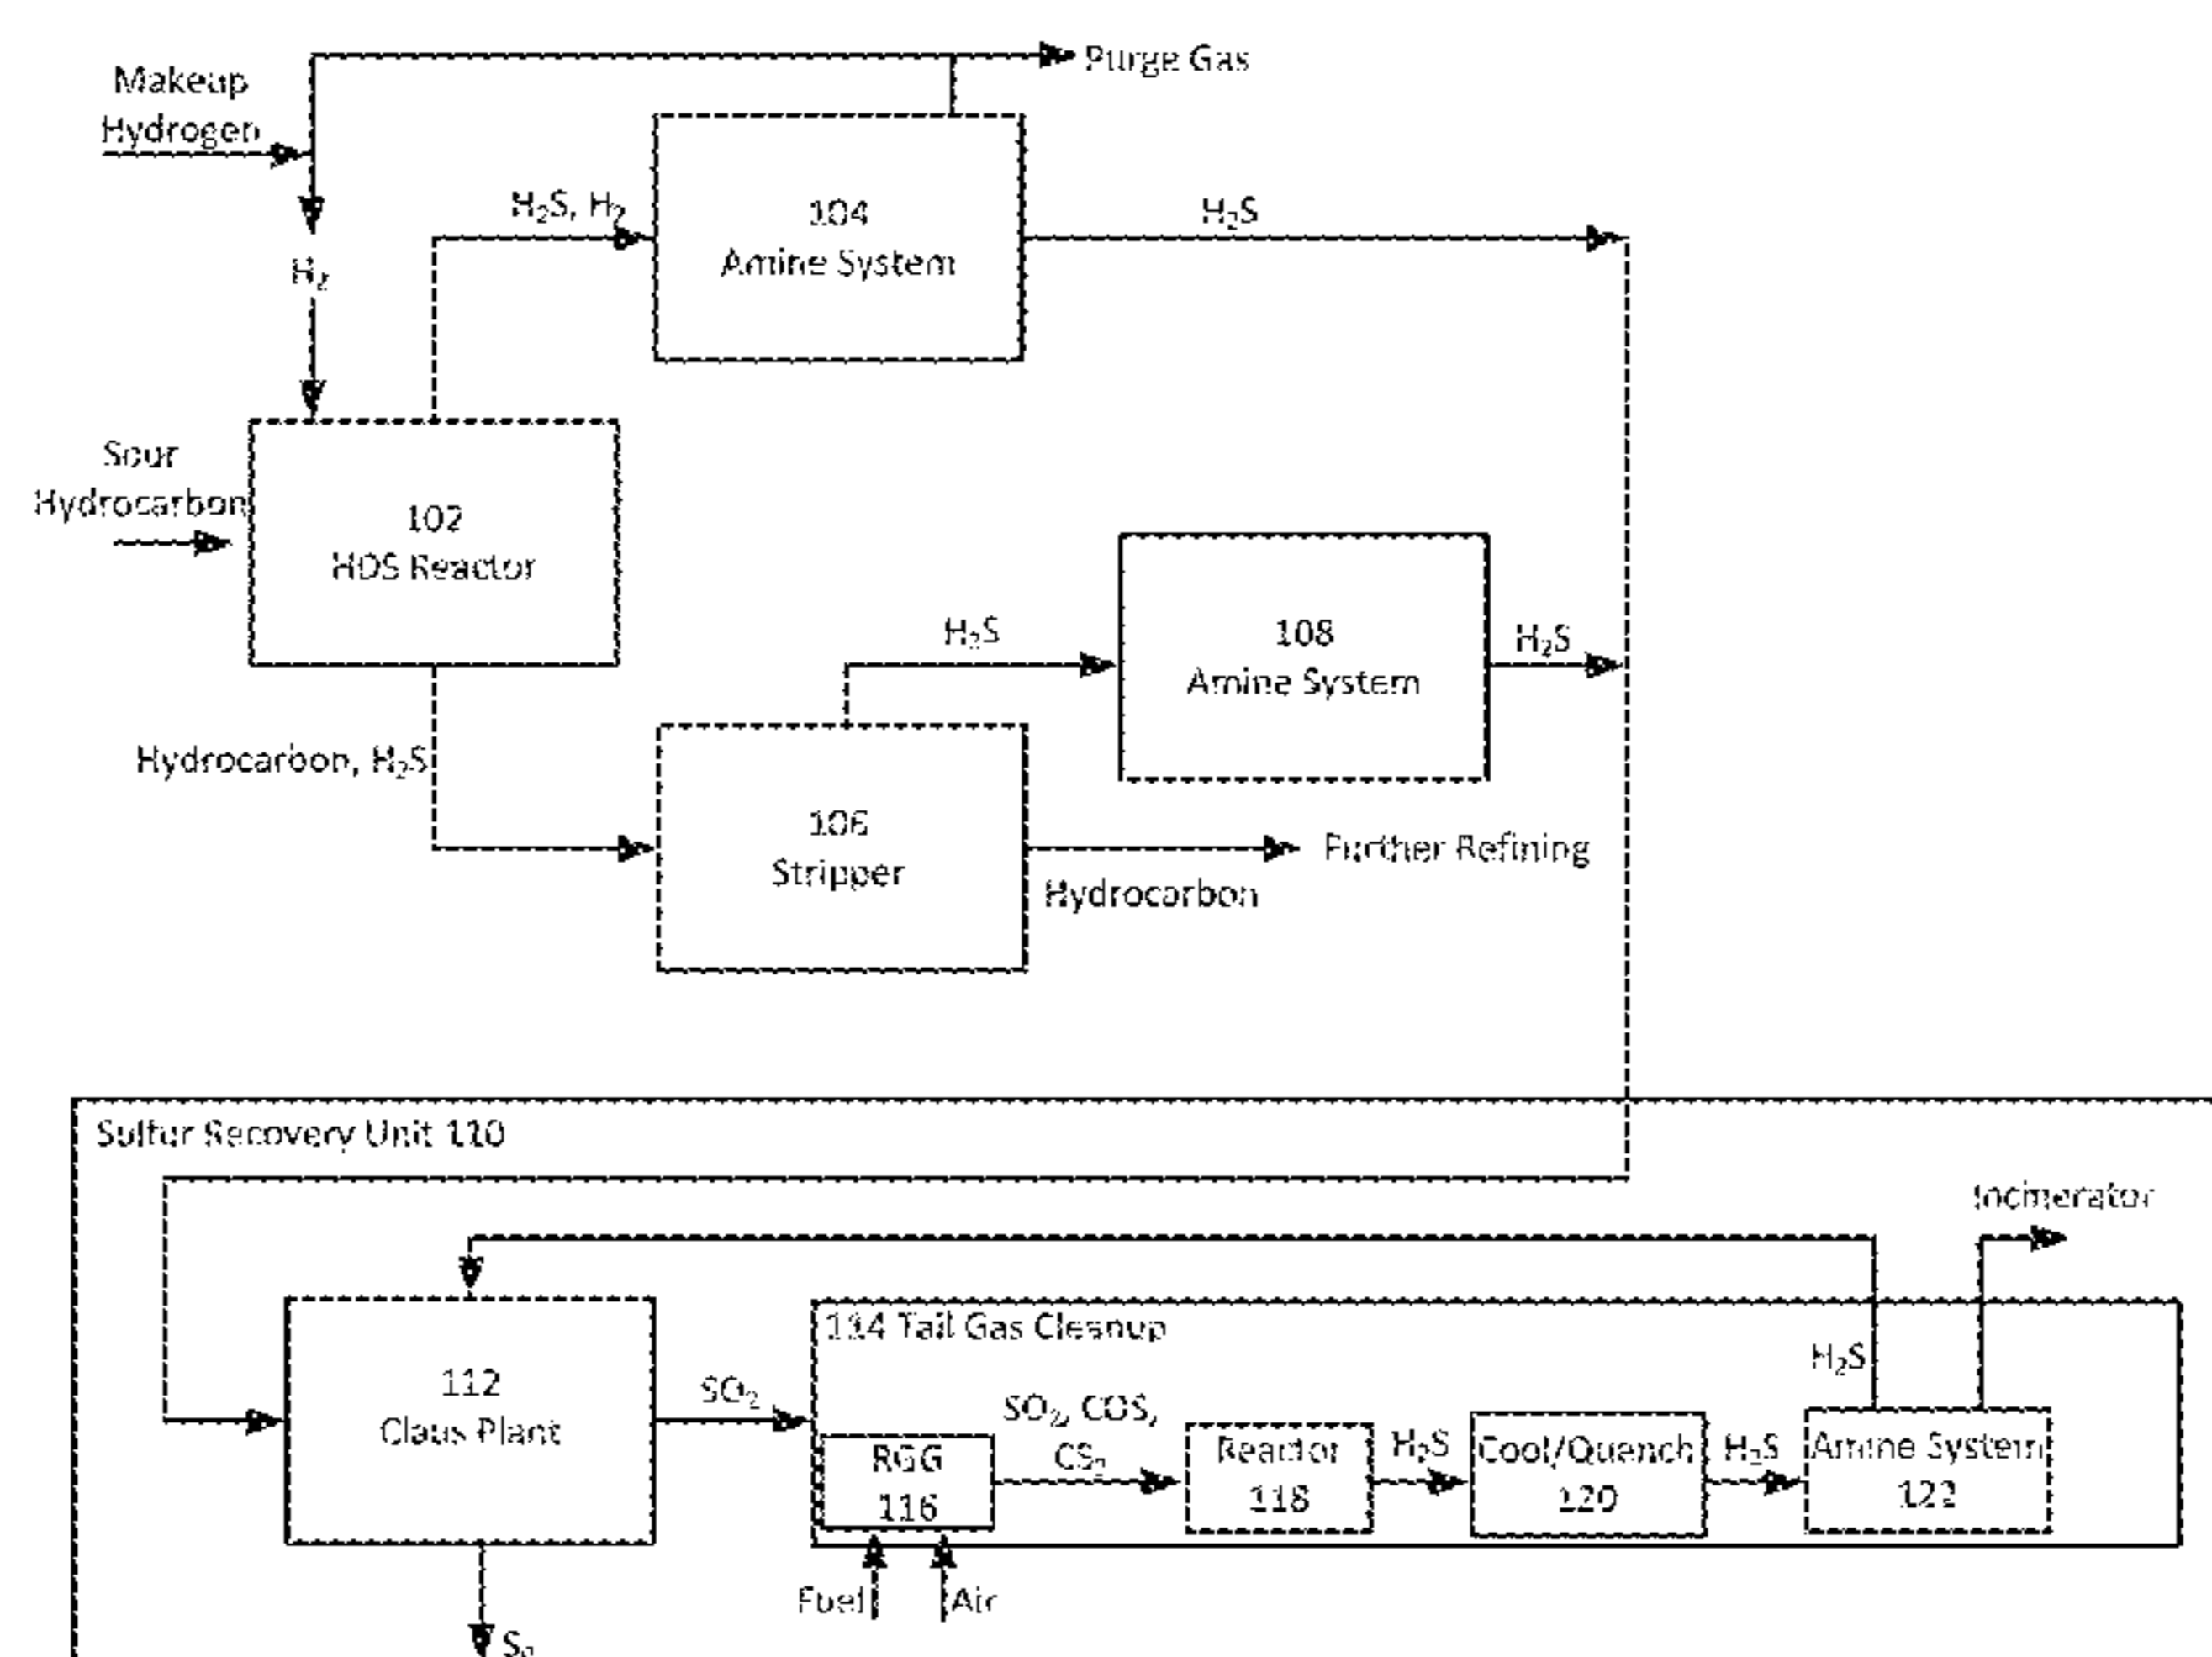 Purge Gas
Makeup
Hydrogen
H₂S, H₂
104
Amine System
H₂S
H₂
Sour
Hydrocarbon
102
HDS Reactor
H₂S
108
Amine System
H₂S
Hydrocarbon, H₂S
106
Stripper
Further Refining
Hydrocarbon
Sulfur Recovery Unit 110
Incinerator
114 Tail Gas Cleanup
H₂S
112
Claus Plant
SO₂
SO₂, COS,
CS₂
RGG
116
Reactor
118
H₂S
Cool/Quench
120
H₂S
Amine System
122
Fuel
Air